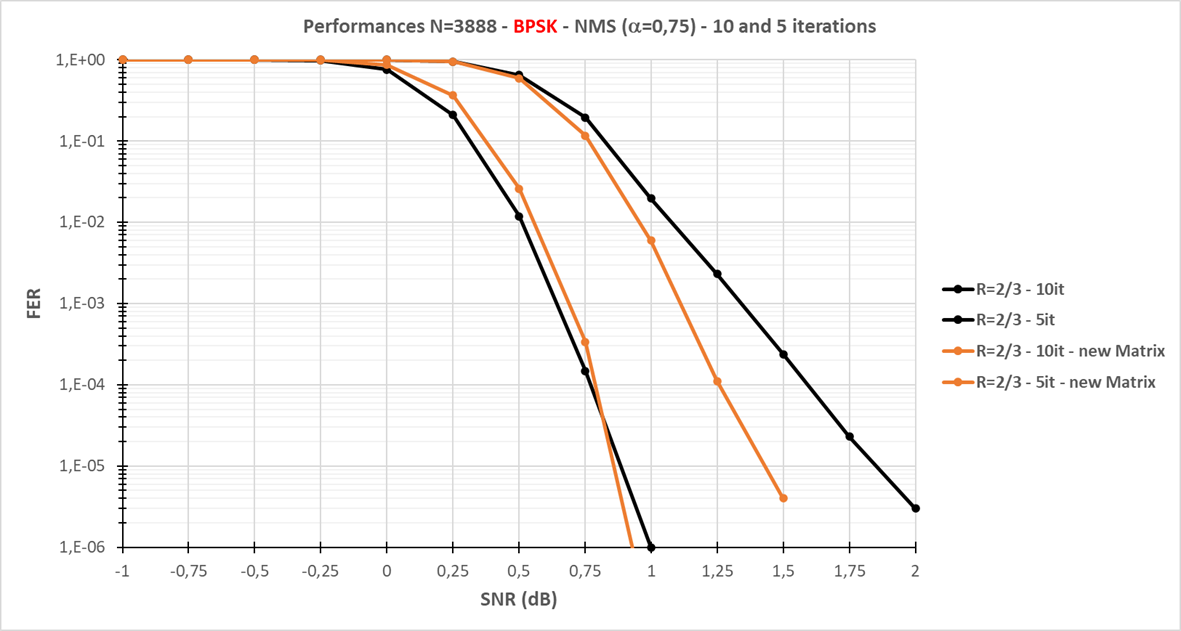 Performances N=3888 - BPSK - NMS (α=0,75) - 10 and 5 iterations
1,E+00
1,E-01
1,E-02
1,E-03
1,E-04
1,E-05
1,E-06
FER
-1 -0,75 -0,5 -0,25 0 0,25 0,5 0,75 1 1,25 1,5 1,75 2
SNR (dB)
R=2/3 - 10it
R=2/3 - 5it
R=2/3 - 10it - new Matrix
R=2/3 - 5it - new Matrix